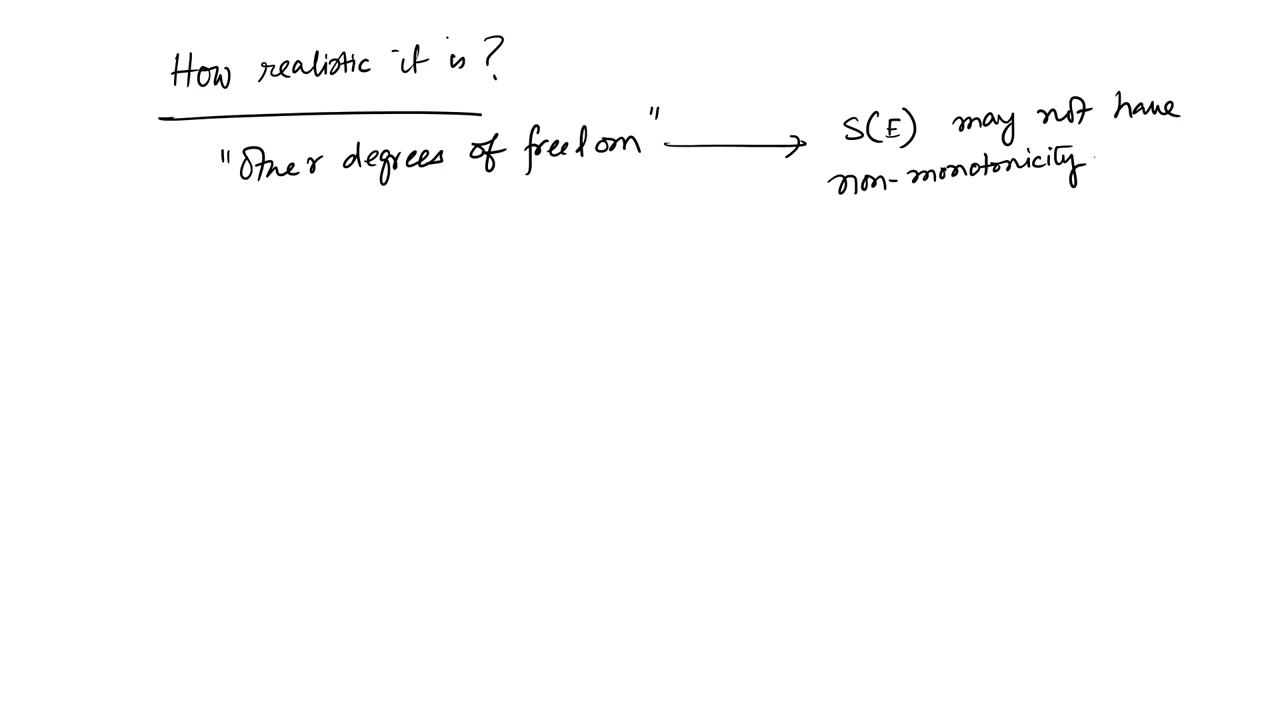 How realistic it is ?
"Other degrees of freedom" → S(E) may not have
non-monotonicity